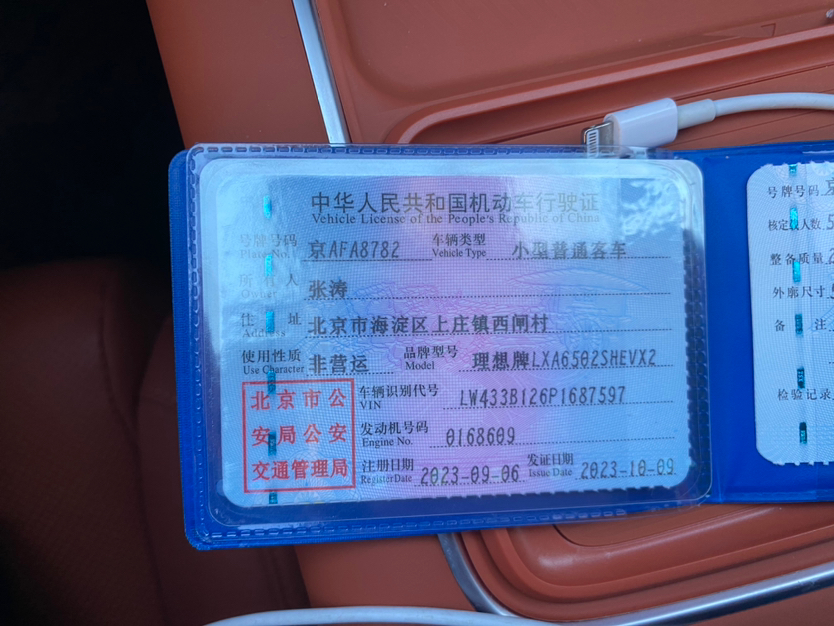 中华人民共和国机动车行驶证
Vehicle License of the People's Republic of China
号牌号码 Plate No. 京AFA8782 车辆类型 Vehicle Type 小型普通客车
所有人 Owner 张涛
住址 Address 北京市海淀区上庄镇西闸村
使用性质 Use Character 非营运 品牌型号 Model 理想牌LXA6502SHEVX2
北京市公
安局公安
交通管理局
车辆识别代号 VIN LW433B126P1687597
发动机号码 Engine No. 0168609
注册日期 Register Date 2023-09-06 发证日期 Issue Date 2023-10-09
号牌号码 京
核定载人数 5
整备质量 2
外廓尺寸 5
备注
检验记录